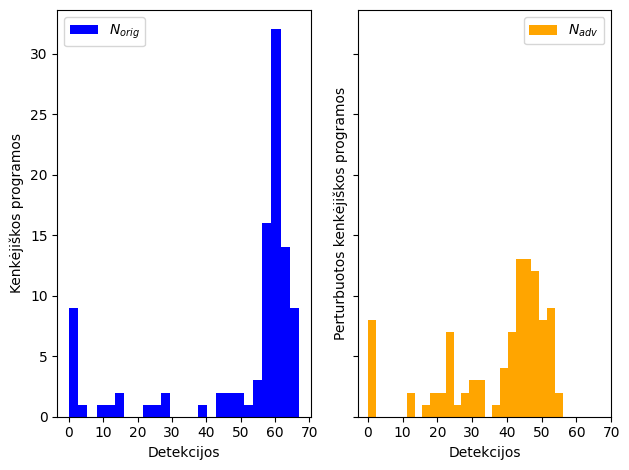 N_orig
N_adv
Kenkėjiškos programos
30
25
20
15
10
5
0
0 10 20 30 40 50 60 70
Detekcijos
Perturbuotos kenkėjiškos programos
0 10 20 30 40 50 60 70
Detekcijos